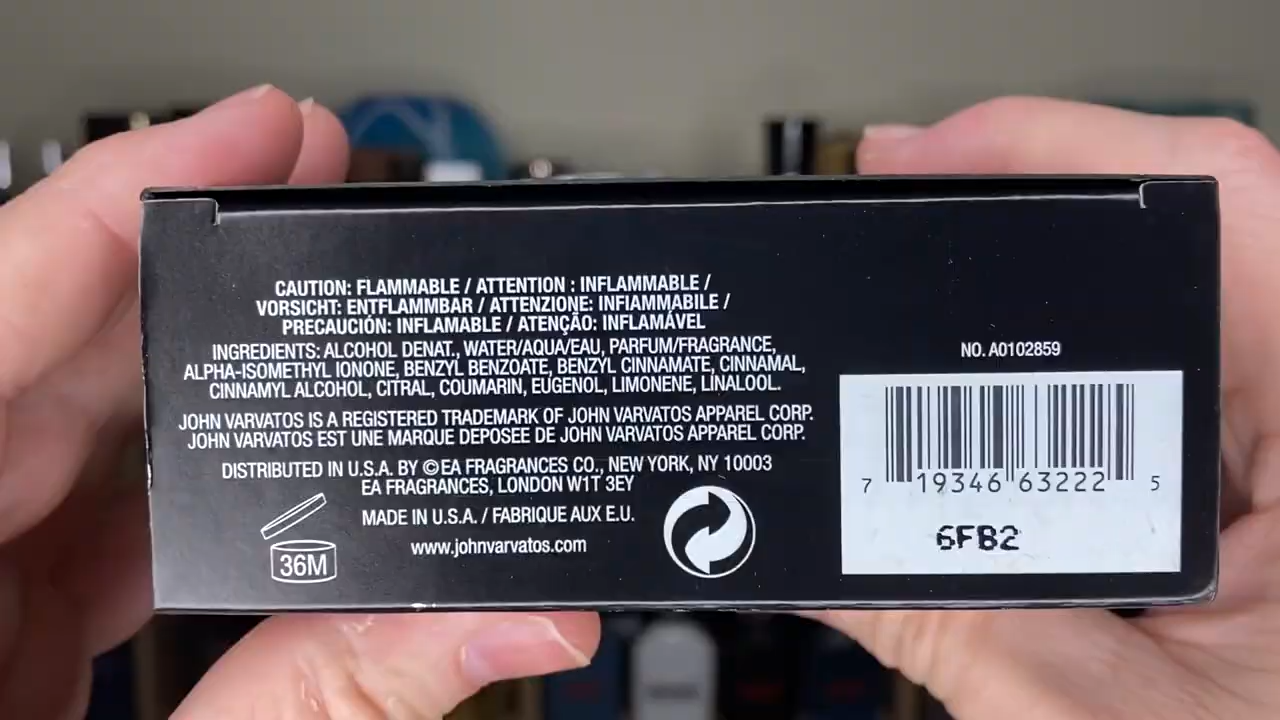 CAUTION: FLAMMABLE / ATTENTION : INFLAMMABLE /
VORSICHT: ENTFLAMMBAR / ATTENZIONE: INFIAMMABILE /
PRECAUCIÓN: INFLAMABLE / ATENÇÃO: INFLAMÁVEL
INGREDIENTS: ALCOHOL DENAT., WATER/AQUA/EAU, PARFUM/FRAGRANCE,
ALPHA-ISOMETHYL IONONE, BENZYL BENZOATE, BENZYL CINNAMATE, CINNAMAL,
CINNAMYL ALCOHOL, CITRAL, COUMARIN, EUGENOL, LIMONENE, LINALOOL.
JOHN VARVATOS IS A REGISTERED TRADEMARK OF JOHN VARVATOS APPAREL CORP.
JOHN VARVATOS EST UNE MARQUE DEPOSEE DE JOHN VARVATOS APPAREL CORP.
DISTRIBUTED IN U.S.A. BY ©EA FRAGRANCES CO., NEW YORK, NY 10003
EA FRAGRANCES, LONDON W1T 3EY
MADE IN U.S.A. / FABRIQUE AUX E.U.
www.johnvarvatos.com
36M
NO. A0102859
7 19346 63222 5
6FB2